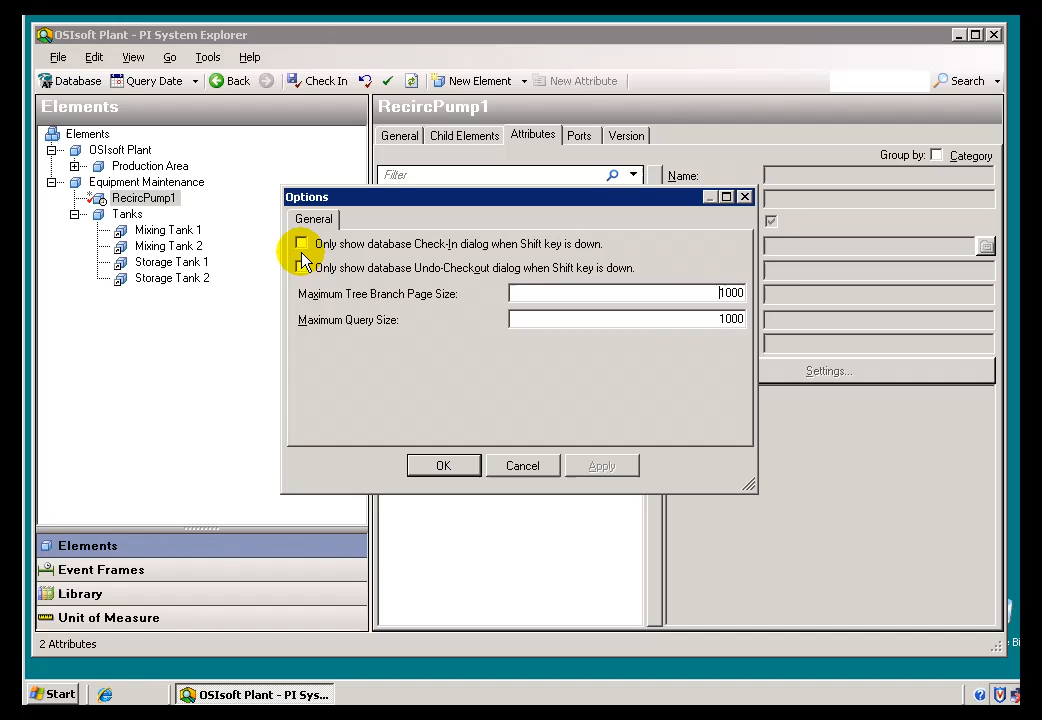 OSIsoft Plant - PI System Explorer
File Edit View Go Tools Help
Database Query Date Back Check In New Element New Attribute Search
Elements
RecircPump1
Elements
OSIsoft Plant
Production Area
Equipment Maintenance
RecircPump1
Tanks
Mixing Tank 1
Mixing Tank 2
Storage Tank 1
Storage Tank 2
General Child Elements Attributes Ports Version
Group by: Category
Filter
Name:
Settings...
Options
General
Only show database Check-In dialog when Shift key is down.
Only show database Undo-Checkout dialog when Shift key is down.
Maximum Tree Branch Page Size: 1000
Maximum Query Size: 1000
OK Cancel Apply
Elements
Event Frames
Library
Unit of Measure
2 Attributes
Start OSIsoft Plant - PI Sys...